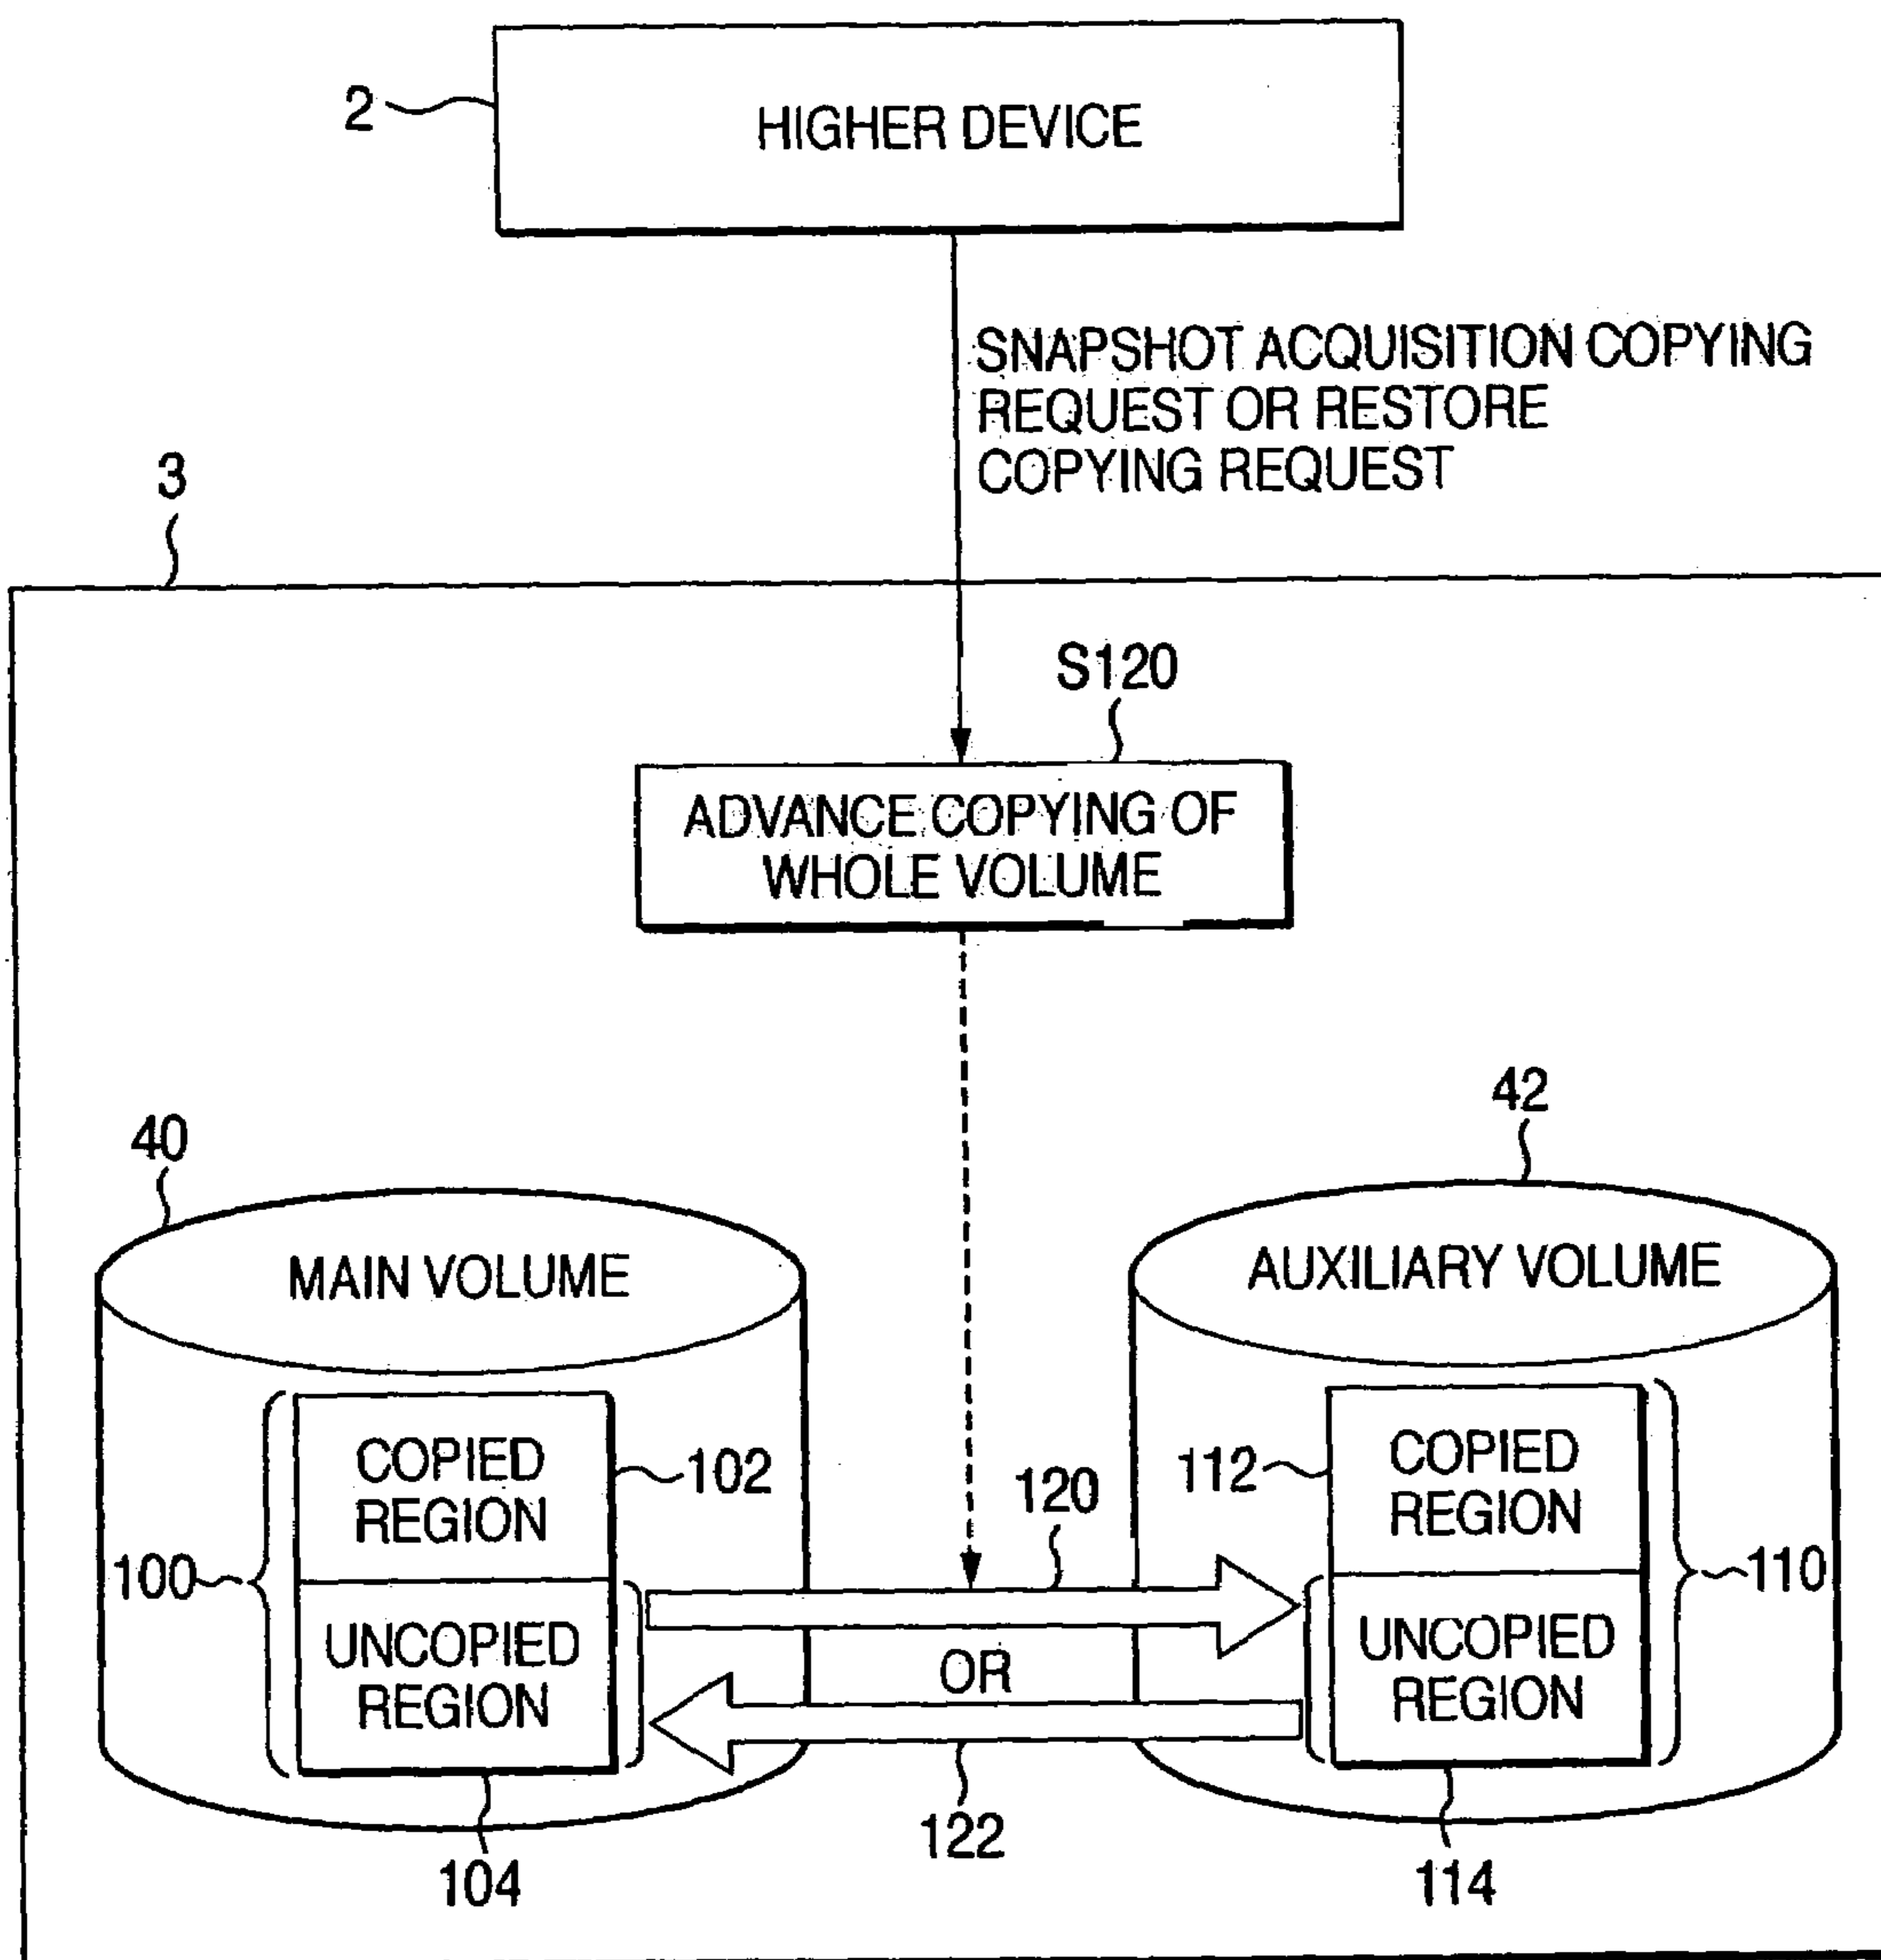 2
HIGHER DEVICE
SNAPSHOT ACQUISITION COPYING
REQUEST OR RESTORE
COPYING REQUEST
3
S120
ADVANCE COPYING OF
WHOLE VOLUME
40
42
MAIN VOLUME
AUXILIARY VOLUME
COPIED
REGION
102
120
112
COPIED
REGION
100
110
UNCOPIED
REGION
OR
UNCOPIED
REGION
122
104
114